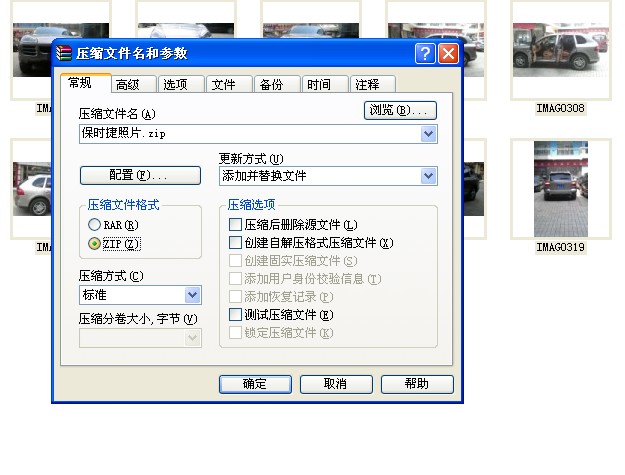 压缩文件名和参数
常规 高级 选项 文件 备份 时间 注释
压缩文件名(A) 浏览(B)...
保时捷照片.zip
更新方式(U)
配置(F)... 添加并替换文件
压缩文件格式 压缩选项
RAR(R) 压缩后删除源文件(L)
ZIP(Z) 创建自解压格式压缩文件(X)
创建固实压缩文件(S)
压缩方式(C) 添加用户身份校验信息(T)
标准 添加恢复记录(P)
压缩分卷大小,字节(V) 测试压缩文件(E)
锁定压缩文件(K)
确定 取消 帮助
IMAG0308
IMAG0319